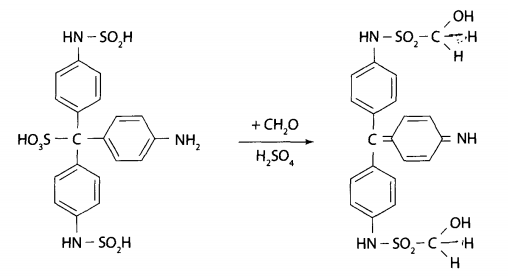 OH
HN – SO₂H
HN – SO₂ – C – H
H
HO₃S – C
NH₂
+ CH₂O
H₂SO₄
C
NH
HN – SO₂H
OH
HN – SO₂ – C – H
H